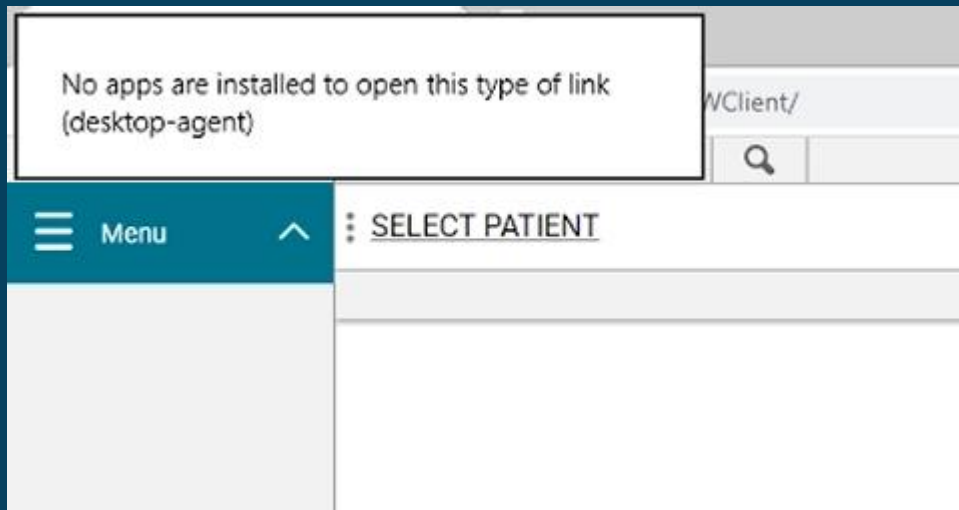 No apps are installed to open this type of link
(desktop-agent)
WClient/
Menu
SELECT PATIENT